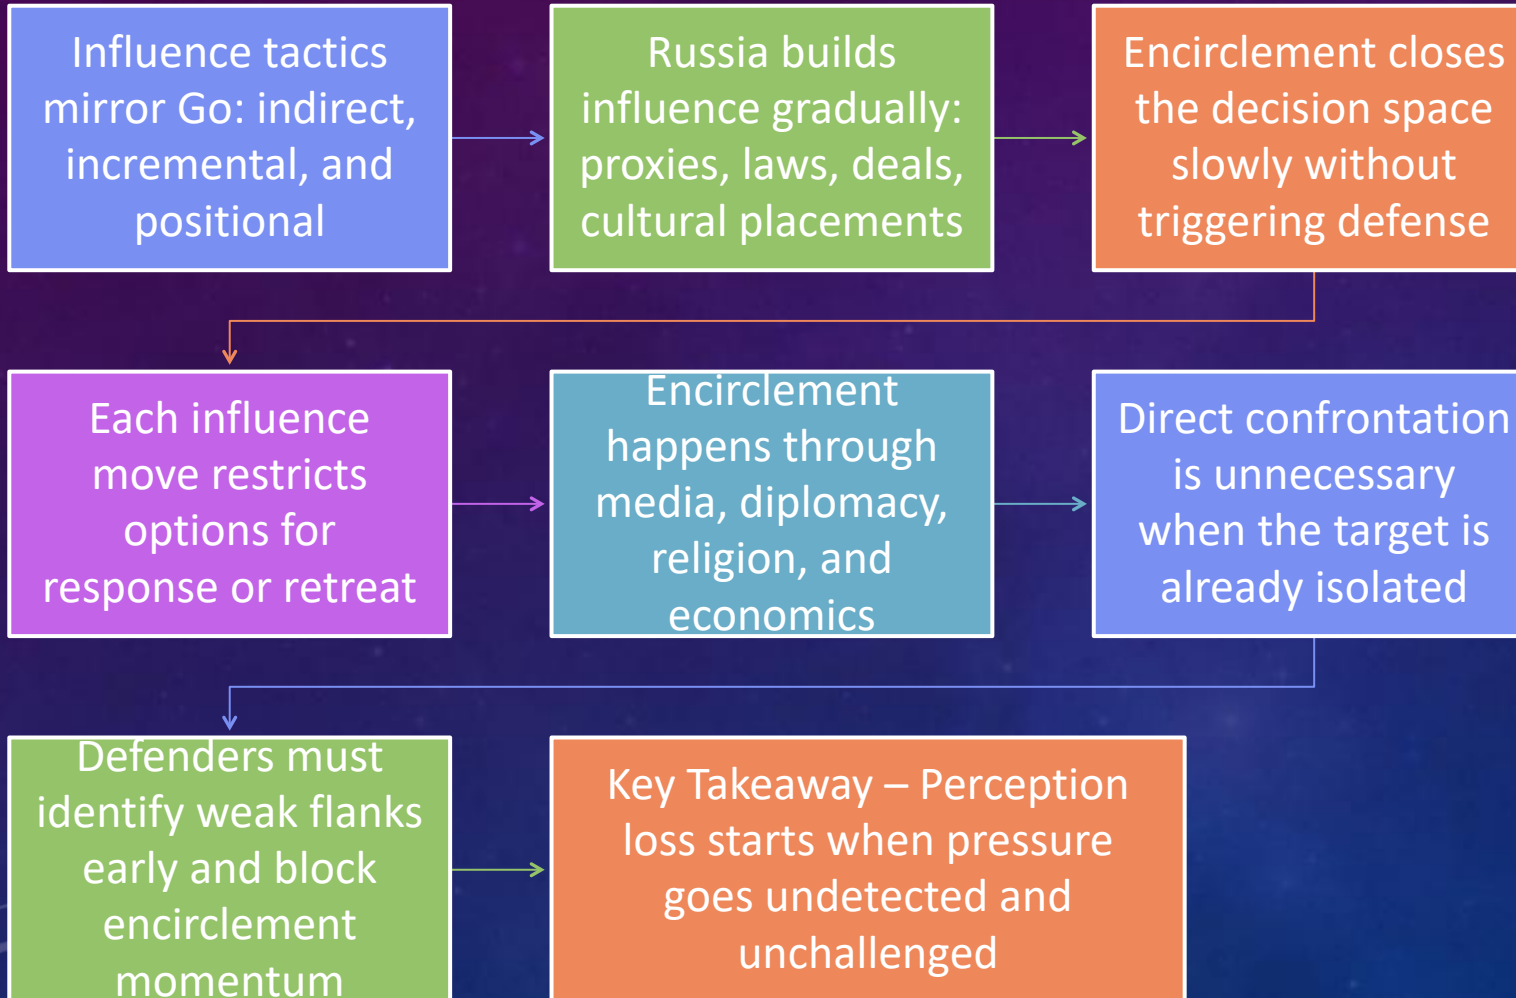 Influence tactics
mirror Go: indirect,
incremental, and
positional
Russia builds
influence gradually:
proxies, laws, deals,
cultural placements
Encirclement closes
the decision space
slowly without
triggering defense
Each influence
move restricts
options for
response or retreat
Encirclement
happens through
media, diplomacy,
religion, and
economics
Direct confrontation
is unnecessary
when the target is
already isolated
Defenders must
identify weak flanks
early and block
encirclement
momentum
Key Takeaway – Perception
loss starts when pressure
goes undetected and
unchallenged